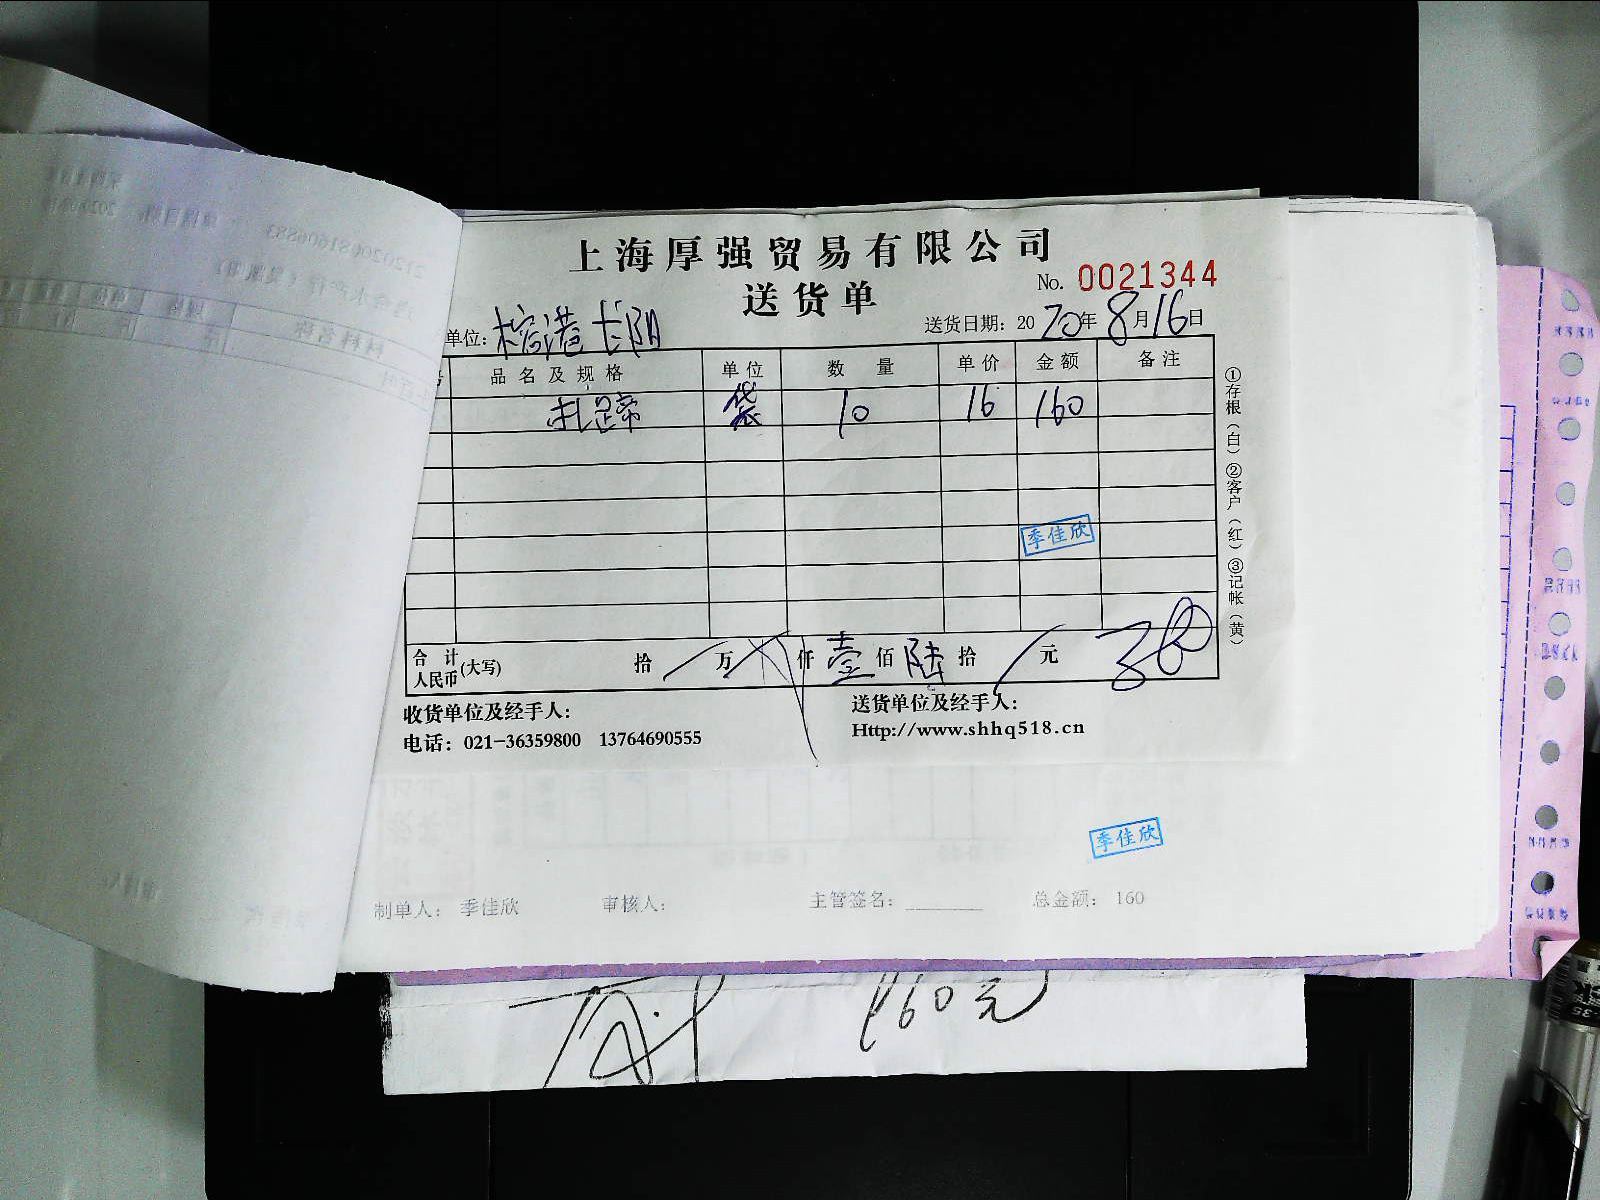 上海厚强贸易有限公司
No. 0021344
送货单
单位: 榕港长阳
送货日期: 2020年8月16日
品名及规格 单位 数量 单价 金额 备注
扎啤 袋 10 16 160
①存根(白)②客户(红)③记帐(黄)
季佳欣
合计人民币(大写) 拾 万 仟 壹 佰 陆 拾 元
收货单位及经手人:
送货单位及经手人:
电话: 021-36359800 13764690555
Http://www.shhq518.cn
季佳欣
制单人: 季佳欣 审核人: 主管签名: ________ 总金额: 160
160元